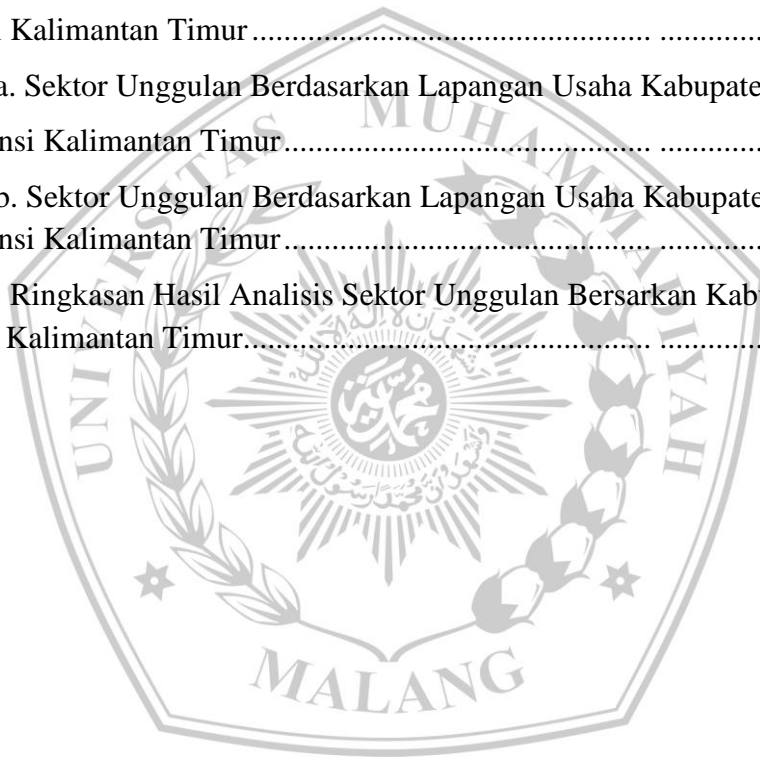 Kalimantan Timur.................................................. .............
a. Sektor Unggulan Berdasarkan Lapangan Usaha Kabupate
nsi Kalimantan Timur.............................................. .............
b. Sektor Unggulan Berdasarkan Lapangan Usaha Kabupate
nsi Kalimantan Timur.............................................. .............
Ringkasan Hasil Analisis Sektor Unggulan Bersarkan Kab
Kalimantan Timur................................................... .............
UNIVERSITAS MUHAMMADIYAH
MALANG